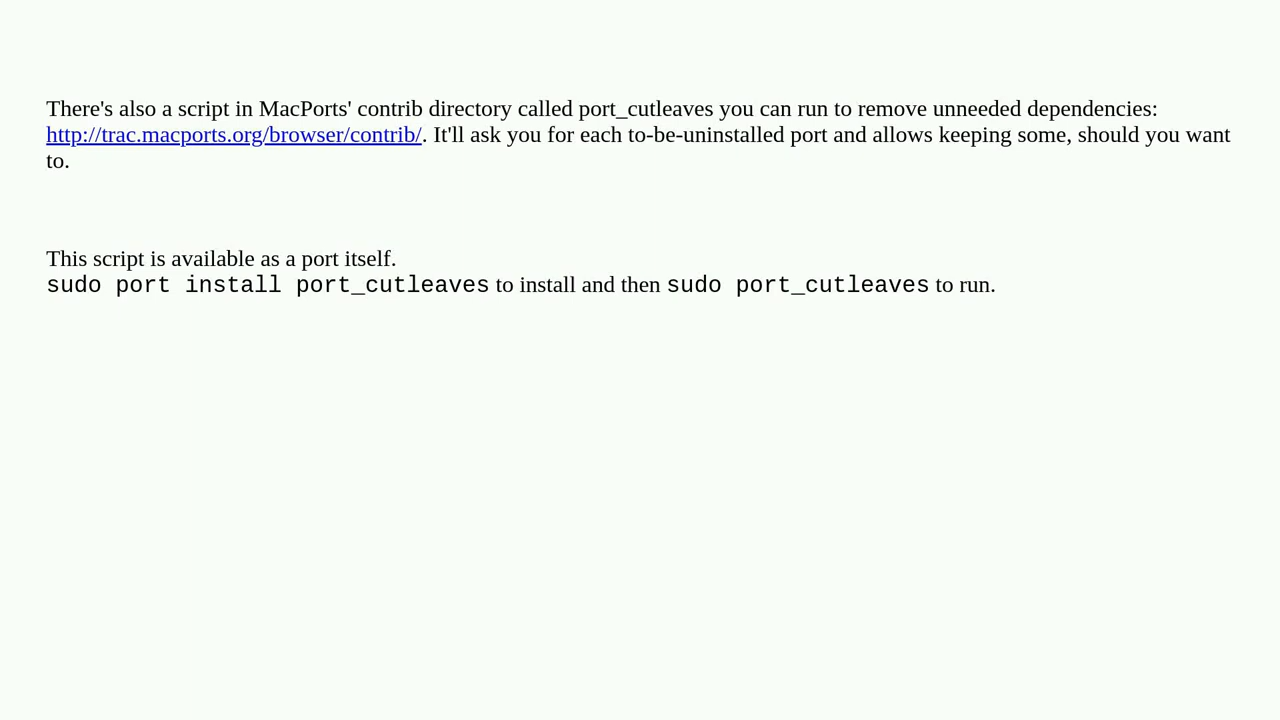 There's also a script in MacPorts' contrib directory called port_cutleaves you can run to remove unneeded dependencies:
http://trac.macports.org/browser/contrib/. It'll ask you for each to-be-uninstalled port and allows keeping some, should you want
to.
This script is available as a port itself.
sudo port install port_cutleaves to install and then sudo port_cutleaves to run.